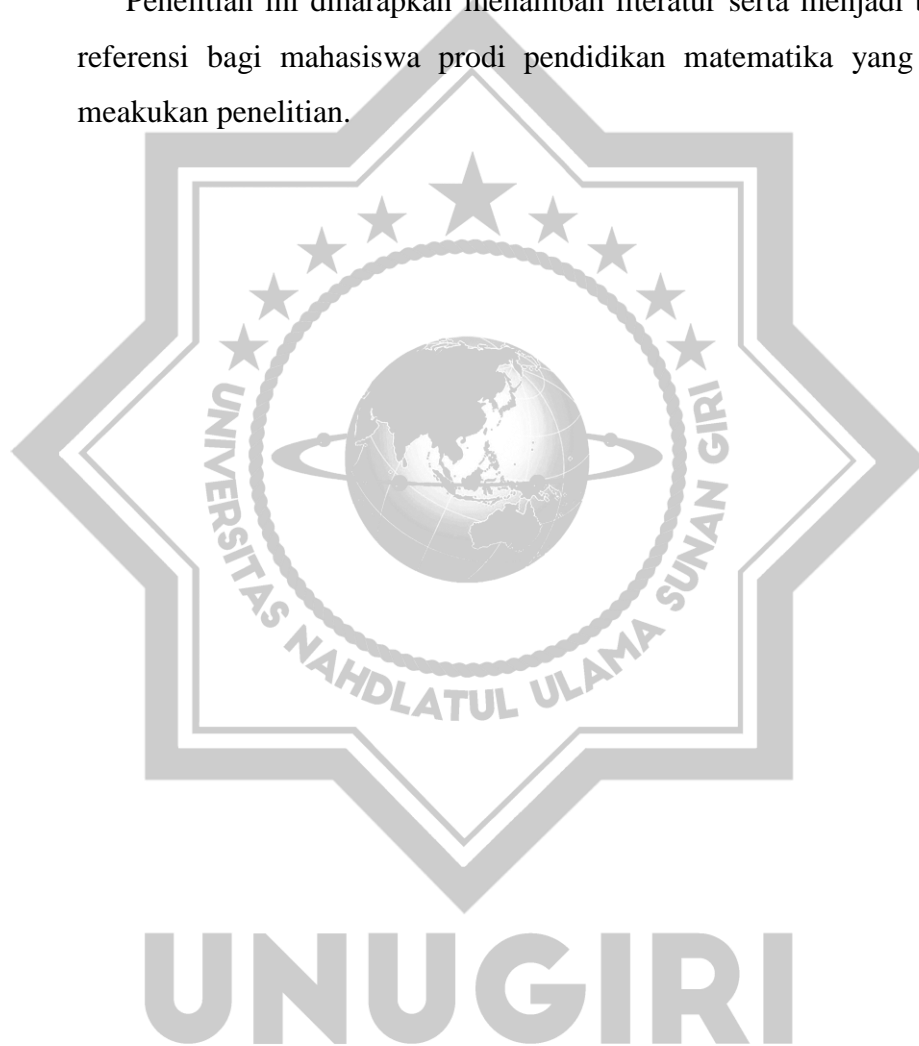 Penelitian ini diharapkan menambah literatur serta menjadi
referensi bagi mahasiswa prodi pendidikan matematika yang
meakukan penelitian.
UNIVERSITAS NAHDLATUL ULAMA SUNAN GIRI
UNUGIRI